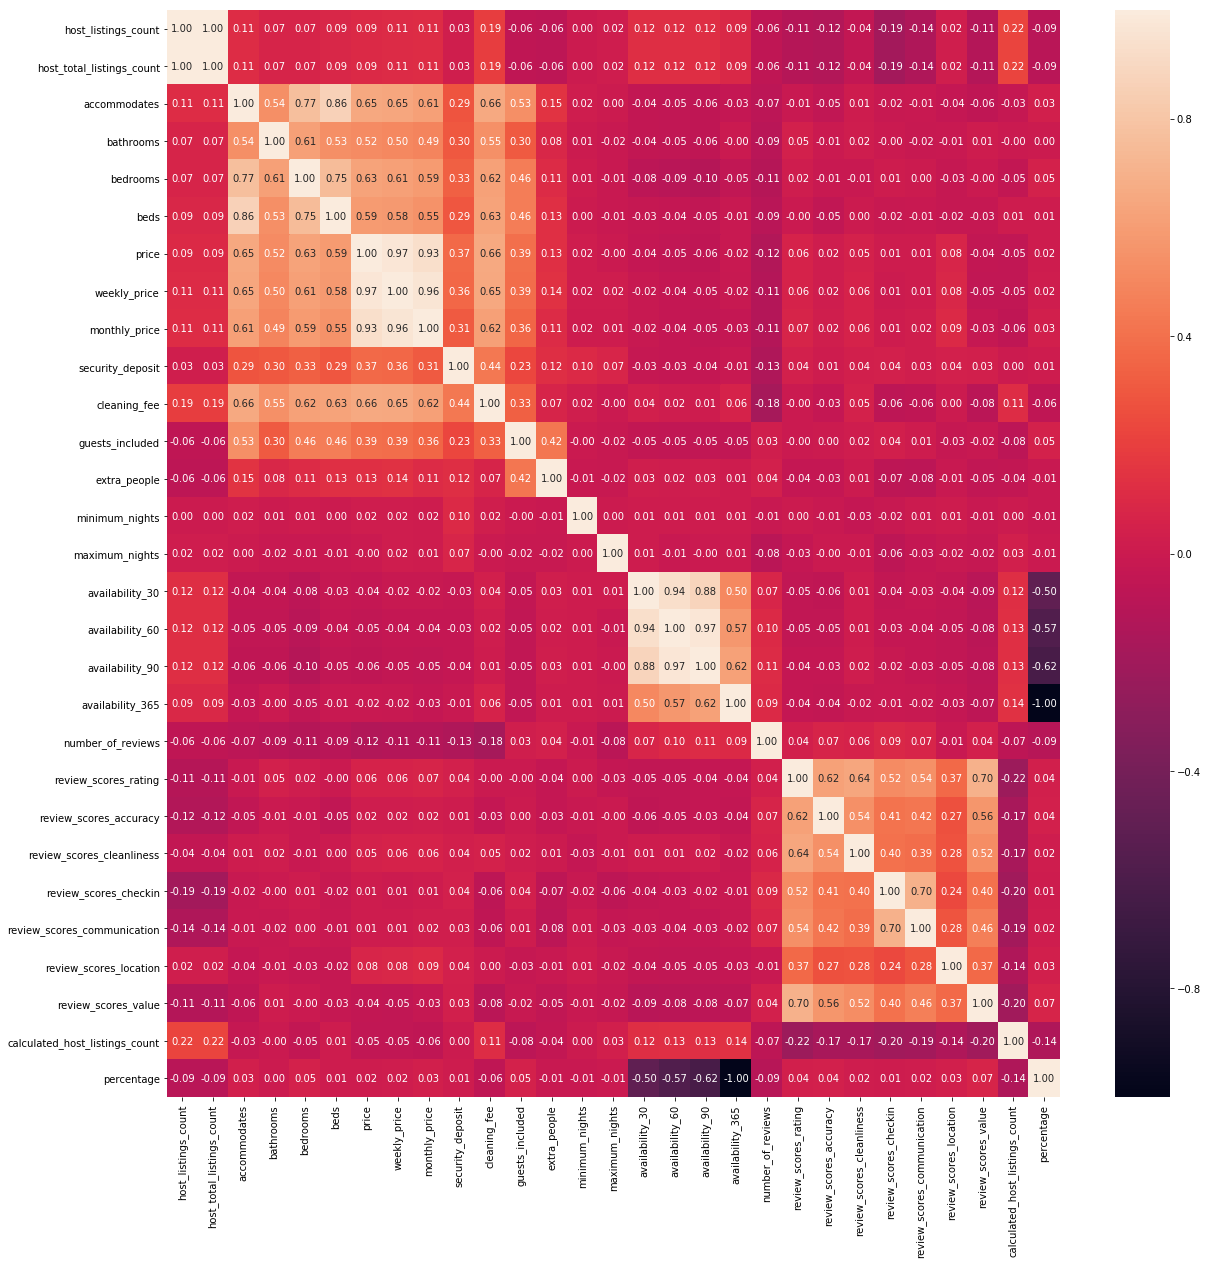 host_listings_count 1.00 1.00 0.11 0.07 0.07 0.09 0.09 0.11 0.11 0.03 0.19 -0.06 -0.06 0.00 0.02 0.12 0.12 0.12 0.09 -0.06 -0.11 -0.12 -0.04 -0.19 -0.14 0.02 -0.11 0.22 -0.09
host_total_listings_count 1.00 1.00 0.11 0.07 0.07 0.09 0.09 0.11 0.11 0.03 0.19 -0.06 -0.06 0.00 0.02 0.12 0.12 0.12 0.09 -0.06 -0.11 -0.12 -0.04 -0.19 -0.14 0.02 -0.11 0.22 -0.09
accommodates 0.11 0.11 1.00 0.54 0.77 0.86 0.65 0.65 0.61 0.29 0.66 0.53 0.15 0.02 0.00 -0.04 -0.05 -0.06 -0.03 -0.07 -0.01 -0.05 0.01 -0.02 -0.01 -0.04 -0.06 -0.03 0.03
0.8
bathrooms 0.07 0.07 0.54 1.00 0.61 0.53 0.52 0.50 0.49 0.30 0.55 0.30 0.08 0.01 -0.02 -0.04 -0.05 -0.06 -0.00 -0.09 0.05 -0.01 0.02 -0.00 -0.02 -0.01 0.01 -0.00 0.00
bedrooms 0.07 0.07 0.77 0.61 1.00 0.75 0.63 0.61 0.59 0.33 0.62 0.46 0.11 0.01 -0.01 -0.08 -0.09 -0.10 -0.05 -0.11 0.02 -0.01 -0.01 0.01 0.00 -0.03 -0.00 -0.05 0.05
beds 0.09 0.09 0.86 0.53 0.75 1.00 0.59 0.58 0.55 0.29 0.63 0.46 0.13 0.00 -0.01 -0.03 -0.04 -0.05 -0.01 -0.09 -0.00 -0.05 0.00 -0.02 -0.01 -0.02 -0.03 0.01 0.01
price 0.09 0.09 0.65 0.52 0.63 0.59 1.00 0.97 0.93 0.37 0.66 0.39 0.13 0.02 -0.00 -0.04 -0.05 -0.06 -0.02 -0.12 0.06 0.02 0.05 0.01 0.01 0.08 -0.04 -0.05 0.02
weekly_price 0.11 0.11 0.65 0.50 0.61 0.58 0.97 1.00 0.96 0.36 0.65 0.39 0.14 0.02 0.02 -0.02 -0.04 -0.05 -0.02 -0.11 0.06 0.02 0.06 0.01 0.01 0.08 -0.05 -0.05 0.02
monthly_price 0.11 0.11 0.61 0.49 0.59 0.55 0.93 0.96 1.00 0.31 0.62 0.36 0.11 0.02 0.01 -0.02 -0.04 -0.05 -0.03 -0.11 0.07 0.02 0.06 0.01 0.02 0.09 -0.03 -0.06 0.03
0.4
security_deposit 0.03 0.03 0.29 0.30 0.33 0.29 0.37 0.36 0.31 1.00 0.44 0.23 0.12 0.10 0.07 -0.03 -0.03 -0.04 -0.01 -0.13 0.04 0.01 0.04 0.04 0.03 0.04 0.03 0.00 0.01
cleaning_fee 0.19 0.19 0.66 0.55 0.62 0.63 0.66 0.65 0.62 0.44 1.00 0.33 0.07 0.02 -0.00 0.04 0.02 0.01 0.06 -0.18 -0.00 -0.03 0.05 -0.06 -0.06 0.00 -0.08 0.11 -0.06
guests_included -0.06 -0.06 0.53 0.30 0.46 0.46 0.39 0.39 0.36 0.23 0.33 1.00 0.42 -0.00 -0.02 -0.05 -0.05 -0.05 -0.05 0.03 -0.00 0.00 0.02 0.04 0.01 -0.03 -0.02 -0.08 0.05
extra_people -0.06 -0.06 0.15 0.08 0.11 0.13 0.13 0.14 0.11 0.12 0.07 0.42 1.00 -0.01 -0.02 0.03 0.02 0.03 0.01 0.04 -0.04 -0.03 0.01 -0.07 -0.08 -0.01 -0.05 -0.04 -0.01
minimum_nights 0.00 0.00 0.02 0.01 0.01 0.00 0.02 0.02 0.02 0.10 0.02 -0.00 -0.01 1.00 0.00 0.01 0.01 0.01 0.01 -0.01 0.00 -0.01 -0.03 -0.02 0.01 0.01 -0.01 0.00 -0.01
maximum_nights 0.02 0.02 0.00 -0.02 -0.01 -0.01 -0.00 0.02 0.01 0.07 -0.00 -0.02 -0.02 0.00 1.00 0.01 -0.01 -0.00 0.01 -0.08 -0.03 -0.00 -0.01 -0.06 -0.03 -0.02 -0.02 0.03 -0.01
0.0
availability_30 0.12 0.12 -0.04 -0.04 -0.08 -0.03 -0.04 -0.02 -0.02 -0.03 0.04 -0.05 0.03 0.01 0.01 1.00 0.94 0.88 0.50 0.07 -0.05 -0.06 0.01 -0.04 -0.03 -0.04 -0.09 0.12 -0.50
availability_60 0.12 0.12 -0.05 -0.05 -0.09 -0.04 -0.05 -0.04 -0.04 -0.03 0.02 -0.05 0.02 0.01 -0.01 0.94 1.00 0.97 0.57 0.10 -0.05 -0.05 0.01 -0.03 -0.04 -0.05 -0.08 0.13 -0.57
availability_90 0.12 0.12 -0.06 -0.06 -0.10 -0.05 -0.06 -0.05 -0.05 -0.04 0.01 -0.05 0.03 0.01 -0.00 0.88 0.97 1.00 0.62 0.11 -0.04 -0.03 0.02 -0.02 -0.03 -0.05 -0.08 0.13 -0.62
availability_365 0.09 0.09 -0.03 -0.00 -0.05 -0.01 -0.02 -0.02 -0.03 -0.01 0.06 -0.05 0.01 0.01 0.01 0.50 0.57 0.62 1.00 0.09 -0.04 -0.04 -0.02 -0.01 -0.02 -0.03 -0.07 0.14 -1.00
number_of_reviews -0.06 -0.06 -0.07 -0.09 -0.11 -0.09 -0.12 -0.11 -0.11 -0.13 -0.18 0.03 0.04 -0.01 -0.08 0.07 0.10 0.11 0.09 1.00 0.04 0.07 0.06 0.09 0.07 -0.01 0.04 -0.07 -0.09
review_scores_rating -0.11 -0.11 -0.01 0.05 0.02 -0.00 0.06 0.06 0.07 0.04 -0.00 -0.00 -0.04 0.00 -0.03 -0.05 -0.05 -0.04 -0.04 0.04 1.00 0.62 0.64 0.52 0.54 0.37 0.70 -0.22 0.04
−0.4
review_scores_accuracy -0.12 -0.12 -0.05 -0.01 -0.01 -0.05 0.02 0.02 0.02 0.01 -0.03 0.00 -0.03 -0.01 -0.00 -0.06 -0.05 -0.03 -0.04 0.07 0.62 1.00 0.54 0.41 0.42 0.27 0.56 -0.17 0.04
review_scores_cleanliness -0.04 -0.04 0.01 0.02 -0.01 0.00 0.05 0.06 0.06 0.04 0.05 0.02 0.01 -0.03 -0.01 0.01 0.01 0.02 -0.02 0.06 0.64 0.54 1.00 0.40 0.39 0.28 0.52 -0.17 0.02
review_scores_checkin -0.19 -0.19 -0.02 -0.00 0.01 -0.02 0.01 0.01 0.01 0.04 -0.06 0.04 -0.07 -0.02 -0.06 -0.04 -0.03 -0.02 -0.01 0.09 0.52 0.41 0.40 1.00 0.70 0.24 0.40 -0.20 0.01
review_scores_communication -0.14 -0.14 -0.01 -0.02 0.00 -0.01 0.01 0.01 0.02 0.03 -0.06 0.01 -0.08 0.01 -0.03 -0.03 -0.04 -0.03 -0.02 0.07 0.54 0.42 0.39 0.70 1.00 0.28 0.46 -0.19 0.02
review_scores_location 0.02 0.02 -0.04 -0.01 -0.03 -0.02 0.08 0.08 0.09 0.04 0.00 -0.03 -0.01 0.01 -0.02 -0.04 -0.05 -0.05 -0.03 -0.01 0.37 0.27 0.28 0.24 0.28 1.00 0.37 -0.14 0.03
−0.8
review_scores_value -0.11 -0.11 -0.06 0.01 -0.00 -0.03 -0.04 -0.05 -0.03 0.03 -0.08 -0.02 -0.05 -0.01 -0.02 -0.09 -0.08 -0.08 -0.07 0.04 0.70 0.56 0.52 0.40 0.46 0.37 1.00 -0.20 0.07
calculated_host_listings_count 0.22 0.22 -0.03 -0.00 -0.05 0.01 -0.05 -0.05 -0.06 0.00 0.11 -0.08 -0.04 0.00 0.03 0.12 0.13 0.13 0.14 -0.07 -0.22 -0.17 -0.17 -0.20 -0.19 -0.14 -0.20 1.00 -0.14
percentage -0.09 -0.09 0.03 0.00 0.05 0.01 0.02 0.02 0.03 0.01 -0.06 0.05 -0.01 -0.01 -0.01 -0.50 -0.57 -0.62 -1.00 -0.09 0.04 0.04 0.02 0.01 0.02 0.03 0.07 -0.14 1.00
host_listings_count
host_total_listings_count
accommodates
bathrooms
bedrooms
beds
price
weekly_price
monthly_price
security_deposit
cleaning_fee
guests_included
extra_people
minimum_nights
maximum_nights
availability_30
availability_60
availability_90
availability_365
number_of_reviews
review_scores_rating
review_scores_accuracy
review_scores_cleanliness
review_scores_checkin
review_scores_communication
review_scores_location
review_scores_value
calculated_host_listings_count
percentage